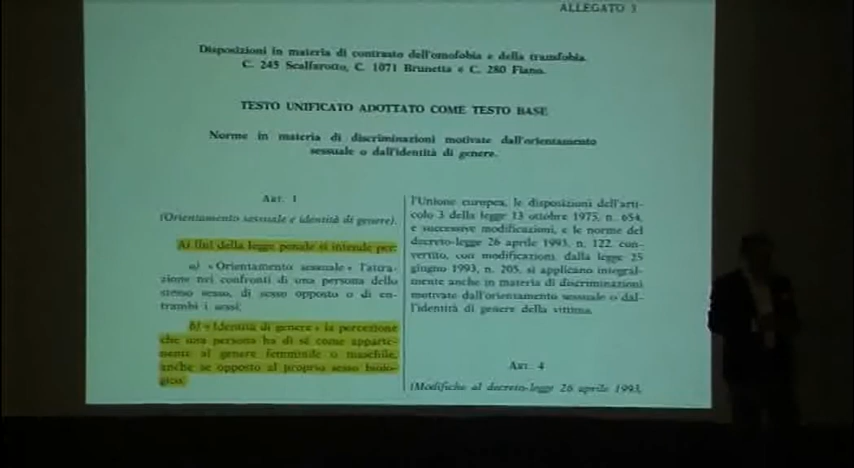 ALLEGATO 3
Disposizioni in materia di contrasto dell'omofobia e della transfobia.
C. 245 Scalfarotto, C. 1071 Brunetta e C. 280 Fiano.
TESTO UNIFICATO ADOTTATO COME TESTO BASE
Norme in materia di discriminazioni motivate dall'orientamento
sessuale o dall'identità di genere.
ART. 1
(Orientamento sessuale e identità di genere).
Ai fini della legge penale si intende per:
a) «Orientamento sessuale» l'attra-
zione nei confronti di una persona dello
stesso sesso, di sesso opposto o di en-
trambi i sessi;
b) «Identità di genere» la percezione
che una persona ha di sé come apparte-
nente al genere femminile o maschile,
anche se opposto al proprio sesso biolo-
gico.
l'Unione europea, le disposizioni dell'arti-
colo 3 della legge 13 ottobre 1975, n. 654,
e successive modificazioni, e le norme del
decreto-legge 26 aprile 1993, n. 122, con-
vertito, con modificazioni, dalla legge 25
giugno 1993, n. 205, si applicano integral-
mente anche in materia di discriminazioni
motivate dall'orientamento sessuale o dal-
l'identità di genere della vittima.
ART. 4
(Modifiche al decreto-legge 26 aprile 1993,